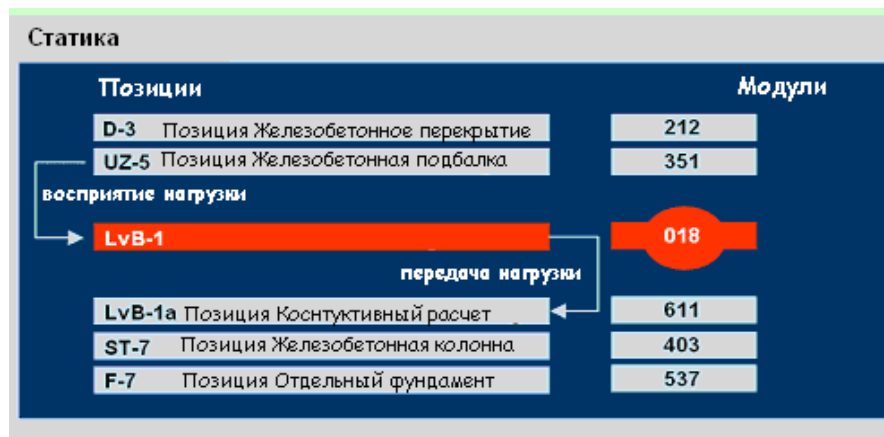 Статика
Позиции Модули
D-3 Позиция Железобетонное перекрытие 212
UZ-5 Позиция Железобетонная подбалка 351
восприятие нагрузки
LvB-1 018
передача нагрузки
LvB-1a Позиция Коснтуктивный расчет 611
ST-7 Позиция Железобетонная колонна 403
F-7 Позиция Отдельный фундамент 537